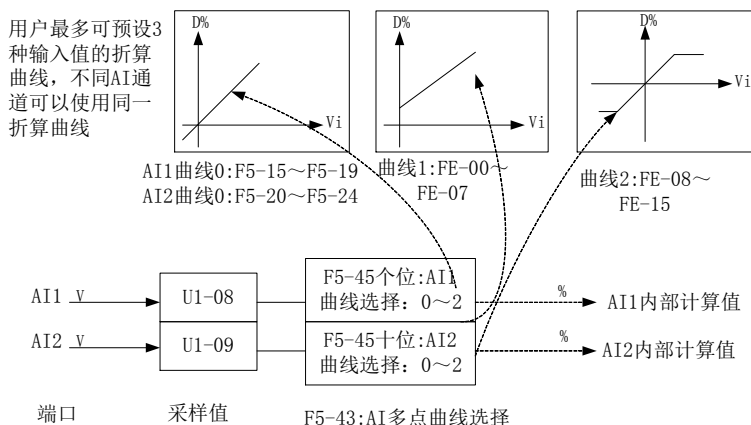 用户最多可预设3
种输入值的折算
曲线，不同AI通
道可以使用同一
折算曲线
D%
Vi
D%
Vi
D%
Vi
AI1曲线0:F5-15～F5-19
AI2曲线0:F5-20～F5-24
曲线1:FE-00～
FE-07
曲线2:FE-08～
FE-15
AI1 V
U1-08
F5-45个位:AI1
曲线选择: 0～2
%
AI1内部计算值
AI2 V
U1-09
F5-45十位:AI2
曲线选择: 0～2
%
AI2内部计算值
端口
采样值
F5-43:AI多点曲线选择